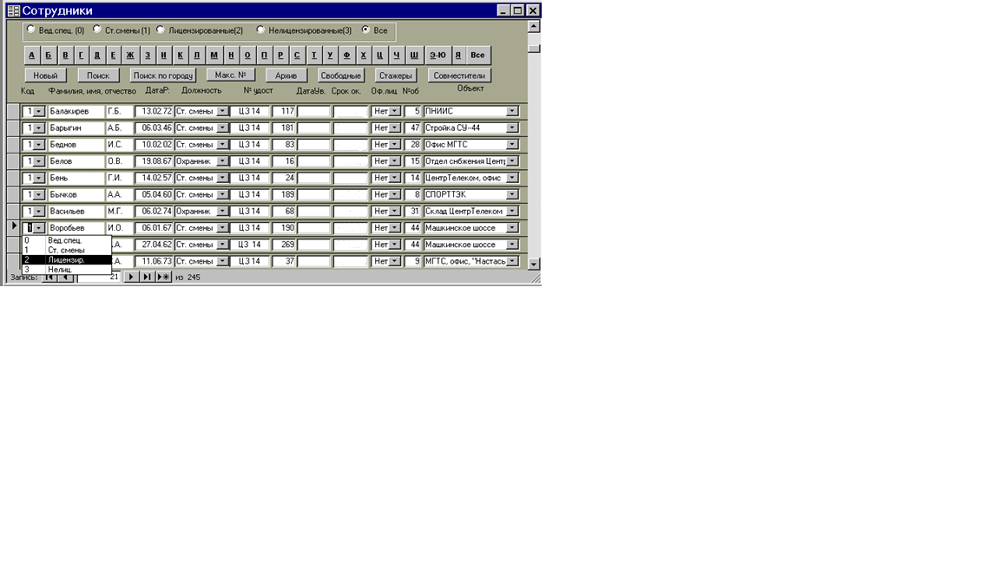 Сотрудники
Вед.спец. (0) Ст.смены (1) Лицензированные(2) Нелицензированные(3) Все
А Б В Г Д Е Ж З И К Л М Н О П Р С Т У Ф Х Ц Ч Ш Э-Ю Я Все
Новый Поиск Поиск по городу Макс. № Архив Свободные Стажеры Совместители
Код Фамилия, имя, отчество ДатаР: Должность № удост ДатаУв. Срок ок. Оф.лиц №об Объект
1 Балакирев Г.Б. 13.02.72 Ст. смены ЦЗ 14 117 Нет 5 ПНИИС
1 Барыгин А.Б. 06.03.46 Ст. смены ЦЗ 14 181 Нет 47 Стройка СУ--44
1 Беднов И.С. 10.02.02 Ст. смены ЦЗ 14 83 Нет 28 Офис МГТС
1 Белов О.В. 19.08.67 Охранник ЦЗ 14 16 Нет 15 Отдел снбжения Цент
1 Бень Г.И. 14.02.57 Ст. смены ЦЗ 14 24 Нет 14 ЦентрТелеком, офис
1 Бычков А.А. 05.04.60 Ст. смены ЦЗ 14 189 Нет 8 СПОРТТЭК
1 Васильев М.Г. 06.02.74 Охранник ЦЗ 14 68 Нет 31 Склад ЦентрТелеком
1 Воробьев И.О. 06.01.67 Ст. смены ЦЗ 14 190 Нет 44 Машкинское шоссе
0 Вед.спец.
1 Ст. смены
2 Лицензир.
3 Нелиц.
.А. 27.04.62 Ст. смены ЦЗ 14 269 Нет 44 Машкинское шоссе
.А. 11.06.73 Ст. смены ЦЗ 14 37 Нет 9 МГТС, офис, "Настась
Запись: 21 из 245